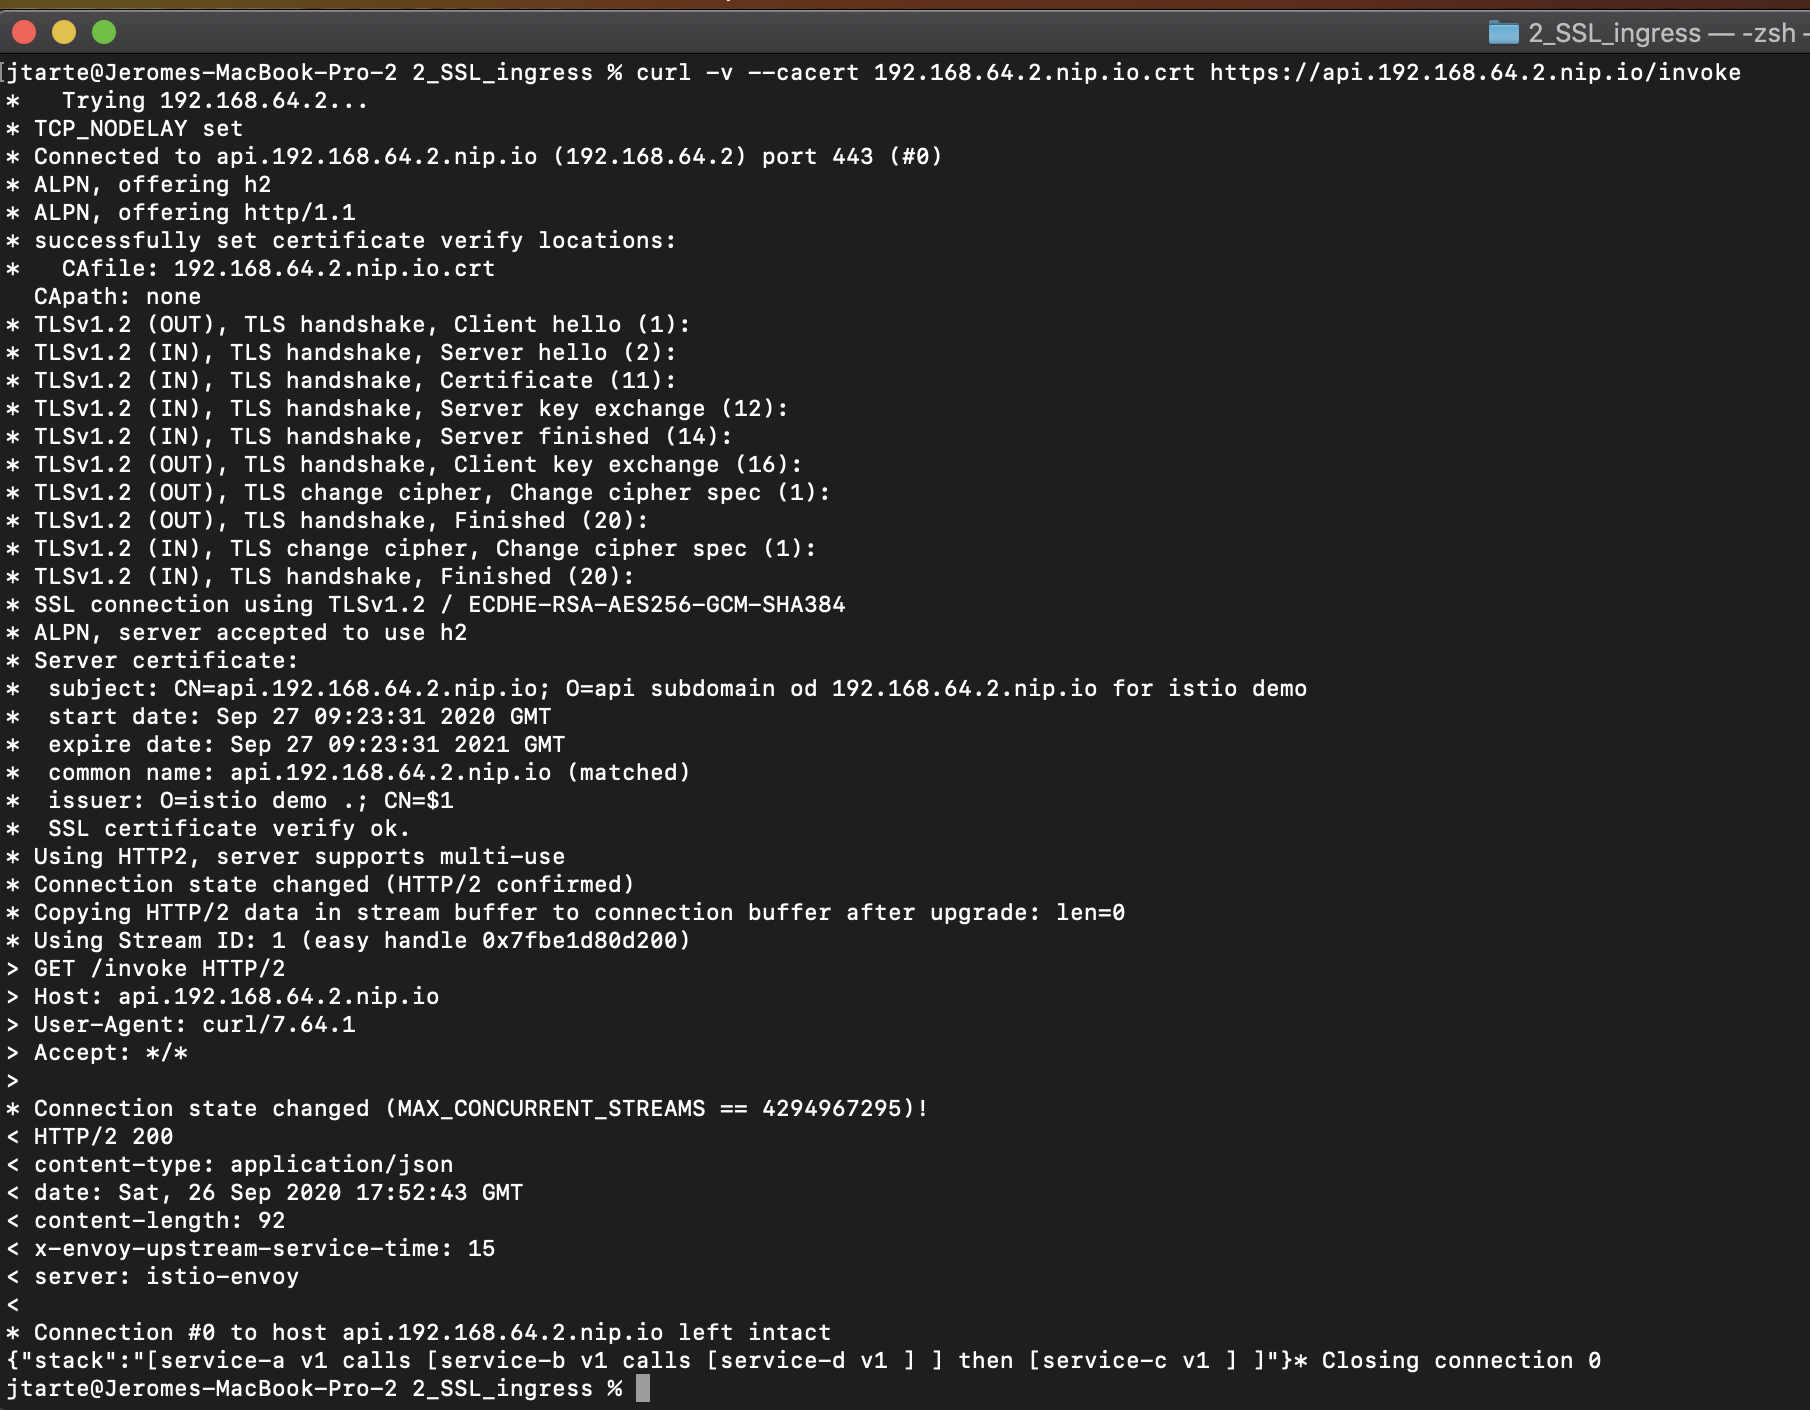 2_SSL_ingress — -zsh
jtarte@Jeromes-MacBook-Pro-2 2_SSL_ingress % curl -v --cacert 192.168.64.2.nip.io.crt https://api.192.168.64.2.nip.io/invoke
*   Trying 192.168.64.2...
* TCP_NODELAY set
* Connected to api.192.168.64.2.nip.io (192.168.64.2) port 443 (#0)
* ALPN, offering h2
* ALPN, offering http/1.1
* successfully set certificate verify locations:
*   CAfile: 192.168.64.2.nip.io.crt
  CApath: none
* TLSv1.2 (OUT), TLS handshake, Client hello (1):
* TLSv1.2 (IN), TLS handshake, Server hello (2):
* TLSv1.2 (IN), TLS handshake, Certificate (11):
* TLSv1.2 (IN), TLS handshake, Server key exchange (12):
* TLSv1.2 (IN), TLS handshake, Server finished (14):
* TLSv1.2 (OUT), TLS handshake, Client key exchange (16):
* TLSv1.2 (OUT), TLS change cipher, Change cipher spec (1):
* TLSv1.2 (OUT), TLS handshake, Finished (20):
* TLSv1.2 (IN), TLS change cipher, Change cipher spec (1):
* TLSv1.2 (IN), TLS handshake, Finished (20):
* SSL connection using TLSv1.2 / ECDHE-RSA-AES256-GCM-SHA384
* ALPN, server accepted to use h2
* Server certificate:
*  subject: CN=api.192.168.64.2.nip.io; O=api subdomain od 192.168.64.2.nip.io for istio demo
*  start date: Sep 27 09:23:31 2020 GMT
*  expire date: Sep 27 09:23:31 2021 GMT
*  common name: api.192.168.64.2.nip.io (matched)
*  issuer: O=istio demo .; CN=$1
*  SSL certificate verify ok.
* Using HTTP2, server supports multi-use
* Connection state changed (HTTP/2 confirmed)
* Copying HTTP/2 data in stream buffer to connection buffer after upgrade: len=0
* Using Stream ID: 1 (easy handle 0x7fbe1d80d200)
> GET /invoke HTTP/2
> Host: api.192.168.64.2.nip.io
> User-Agent: curl/7.64.1
> Accept: */*
>
* Connection state changed (MAX_CONCURRENT_STREAMS == 4294967295)!
< HTTP/2 200
< content-type: application/json
< date: Sat, 26 Sep 2020 17:52:43 GMT
< content-length: 92
< x-envoy-upstream-service-time: 15
< server: istio-envoy
<
* Connection #0 to host api.192.168.64.2.nip.io left intact
{"stack":"[service-a v1 calls [service-b v1 calls [service-d v1 ] ] then [service-c v1 ] ]"}* Closing connection 0
jtarte@Jeromes-MacBook-Pro-2 2_SSL_ingress %